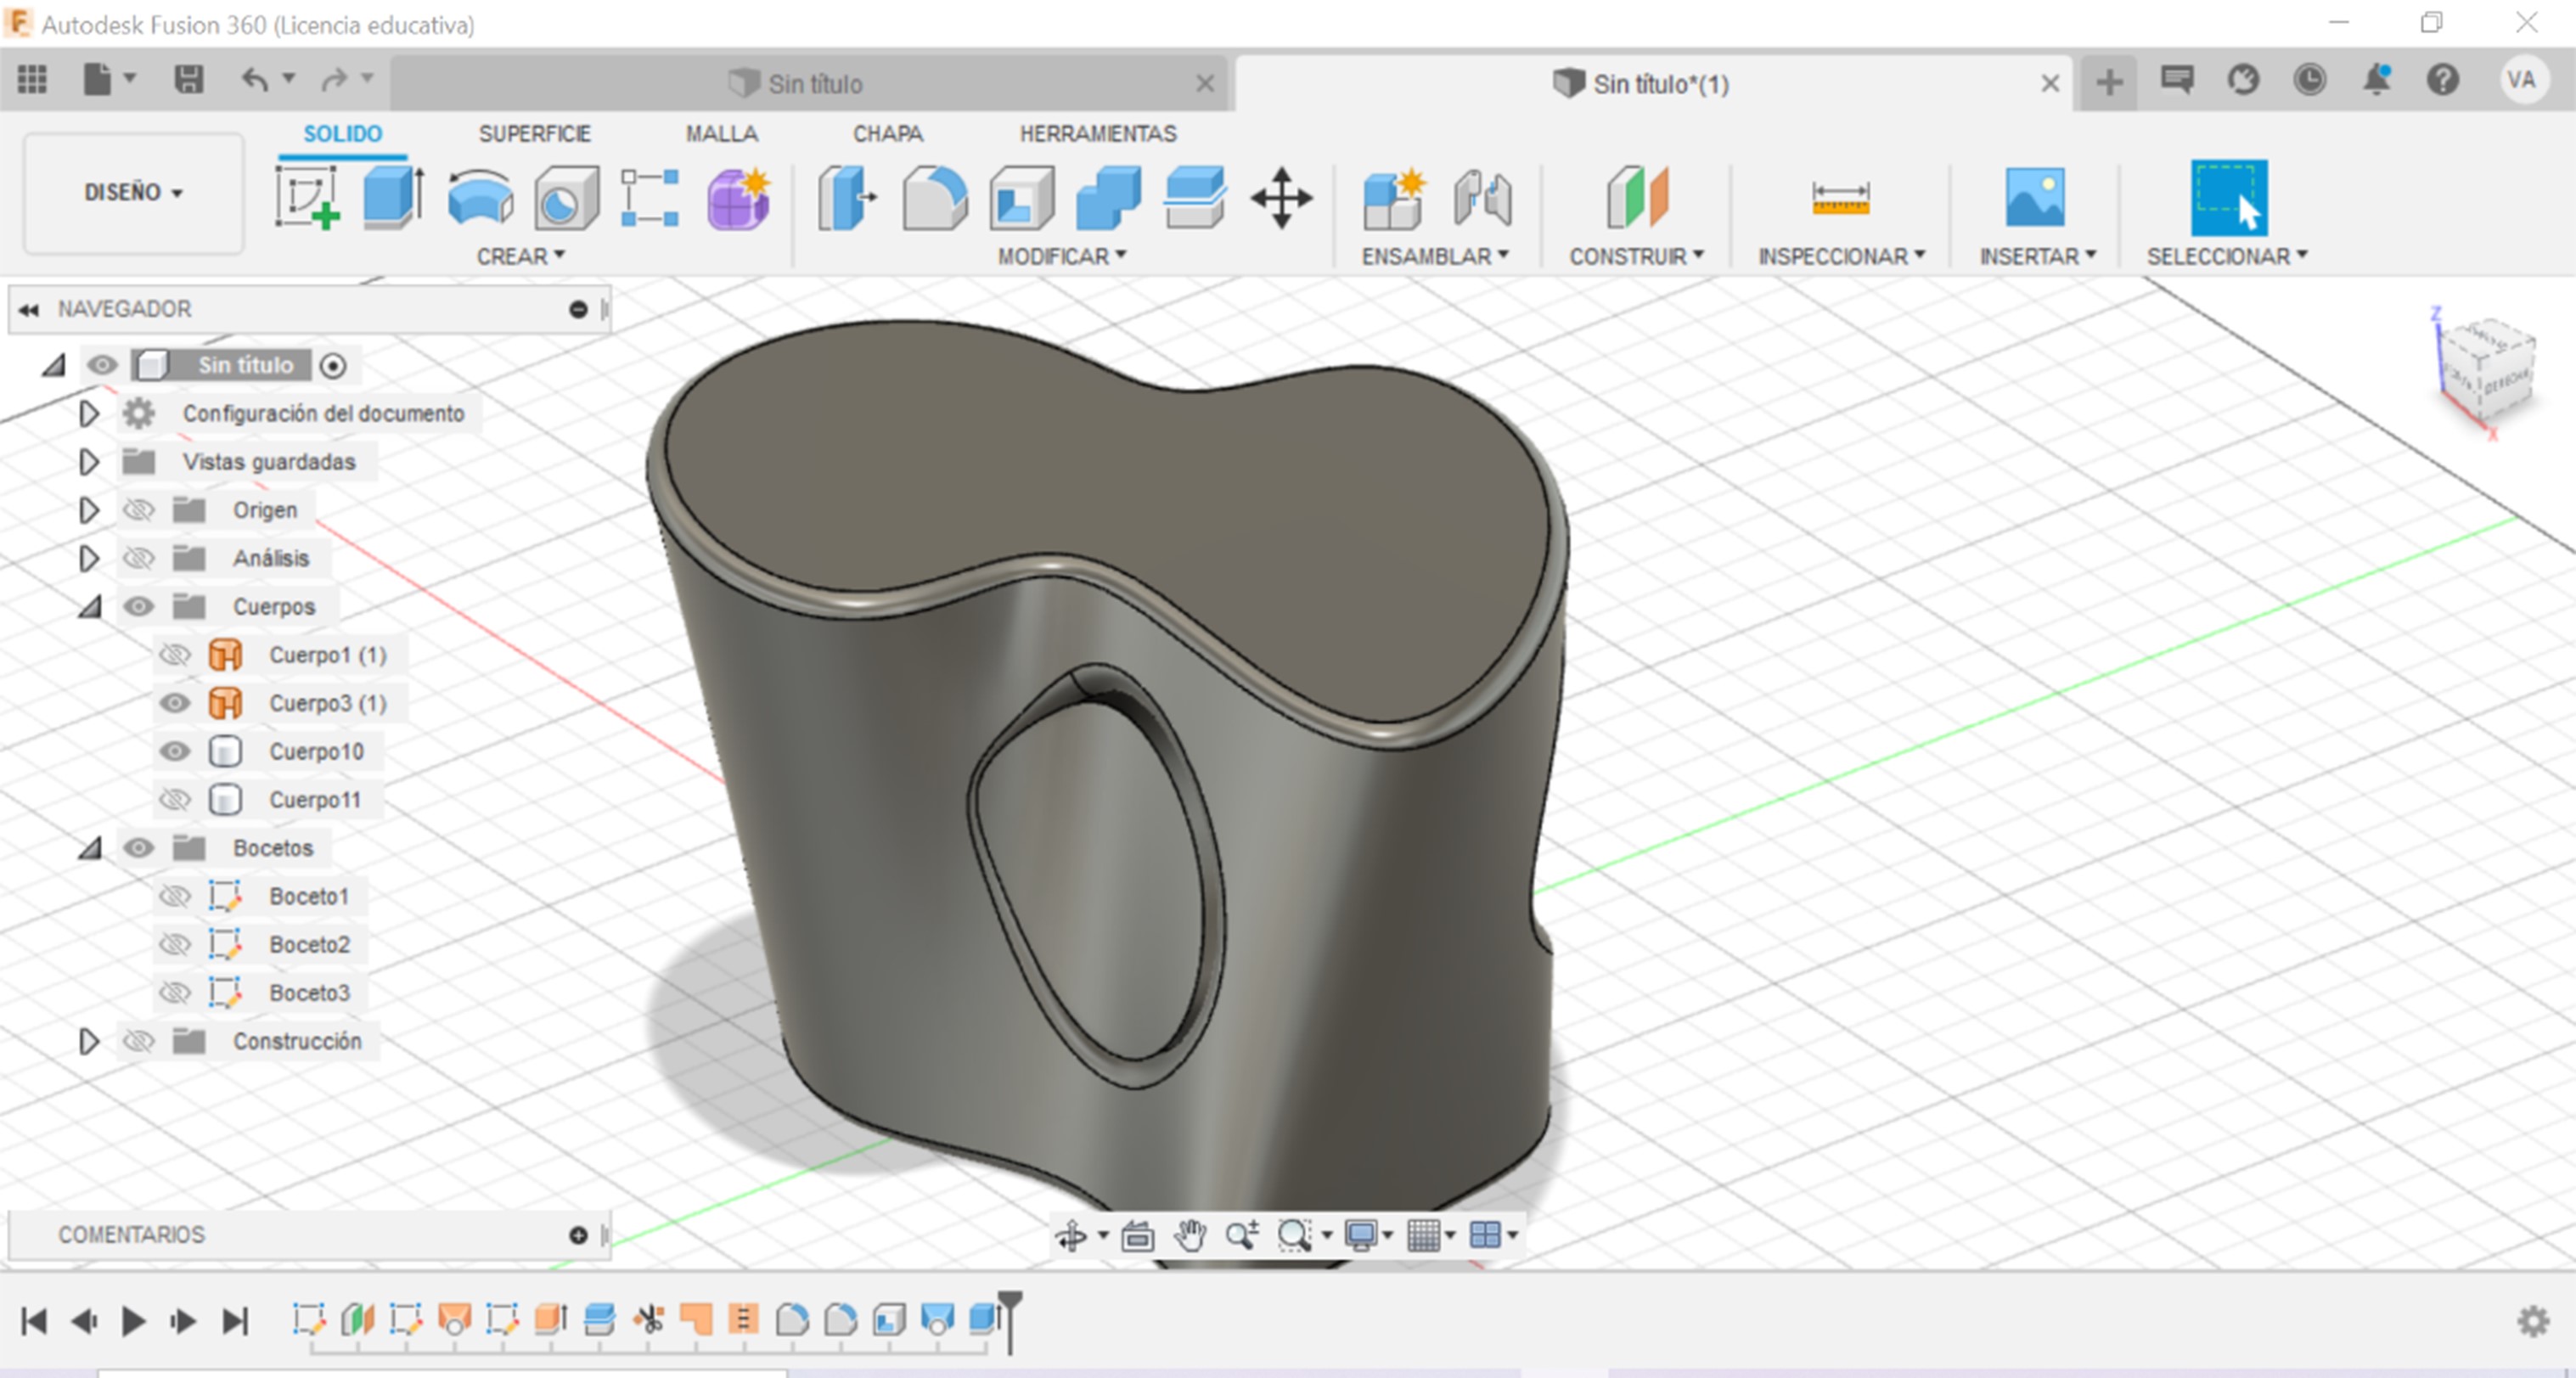 Autodesk Fusion 360 (Licencia educativa)
Sin título
Sin título*(1)
VA
DISEÑO
SOLIDO SUPERFICIE MALLA CHAPA HERRAMIENTAS
CREAR MODIFICAR ENSAMBLAR CONSTRUIR INSPECCIONAR INSERTAR SELECCIONAR
NAVEGADOR
Sin título
Configuración del documento
Vistas guardadas
Origen
Análisis
Cuerpos
Cuerpo1 (1)
Cuerpo3 (1)
Cuerpo10
Cuerpo11
Bocetos
Boceto1
Boceto2
Boceto3
Construcción
Z
X
COMENTARIOS